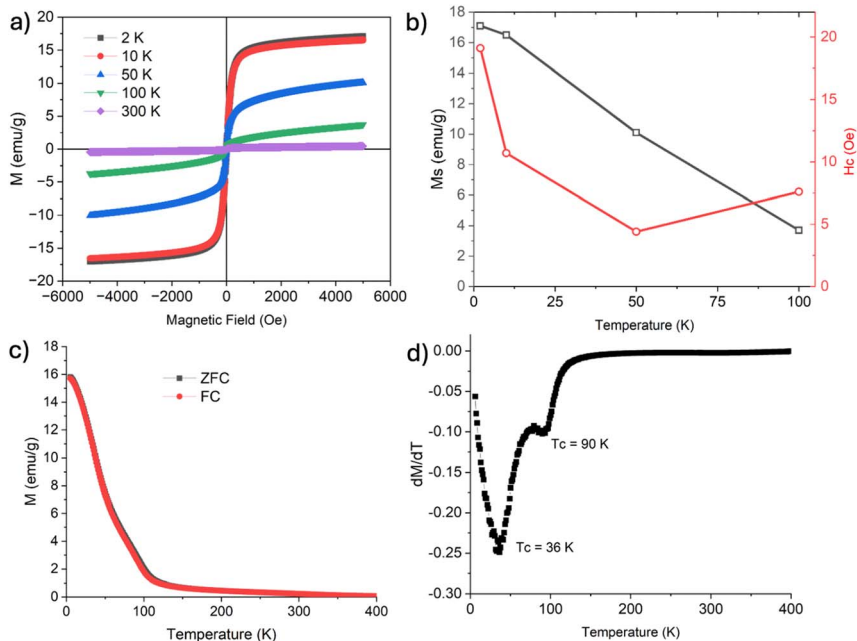 a)
20
15
10
5
0
−5
−10
−15
−20
M (emu/g)
2 K
10 K
50 K
100 K
300 K
−6000 −4000 −2000 0 2000 4000 6000
Magnetic Field (Oe)
b)
18
16
14
12
10
8
6
4
2
0
Ms (emu/g)
20
15
10
5
0
Hc (Oe)
0 25 50 75 100
Temperature (K)
c)
18
16
14
12
10
8
6
4
2
0
M (emu/g)
ZFC
FC
0 100 200 300 400
Temperature (K)
d)
0.00
-0.05
-0.10
-0.15
-0.20
-0.25
-0.30
dM/dT
Tc = 90 K
Tc = 36 K
0 100 200 300 400
Temperature (K)